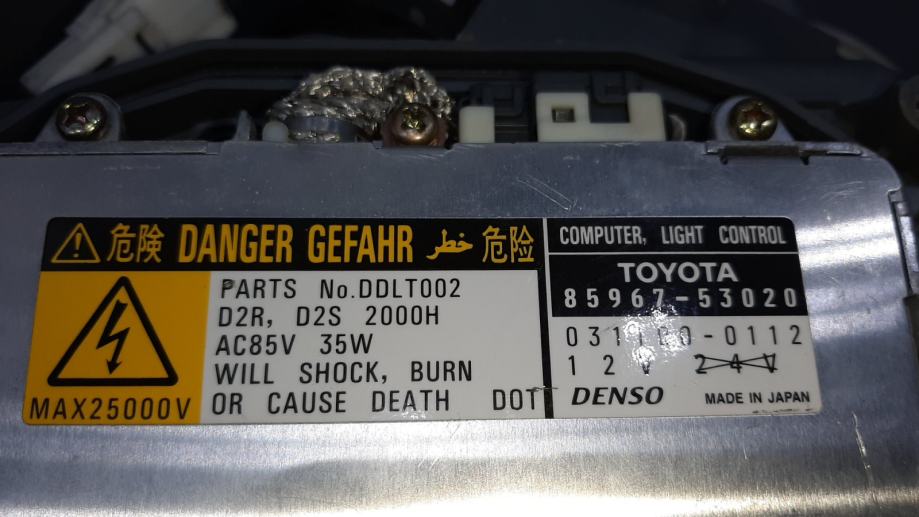 危険 DANGER GEFAHR خطر 危险
PARTS No.DDLT002
D2R, D2S 2000H
AC85V 35W
WILL SHOCK, BURN
OR CAUSE DEATH DOT
MAX25000V
COMPUTER, LIGHT CONTROL
TOYOTA
85967-53020
12V 24V
DENSO MADE IN JAPAN